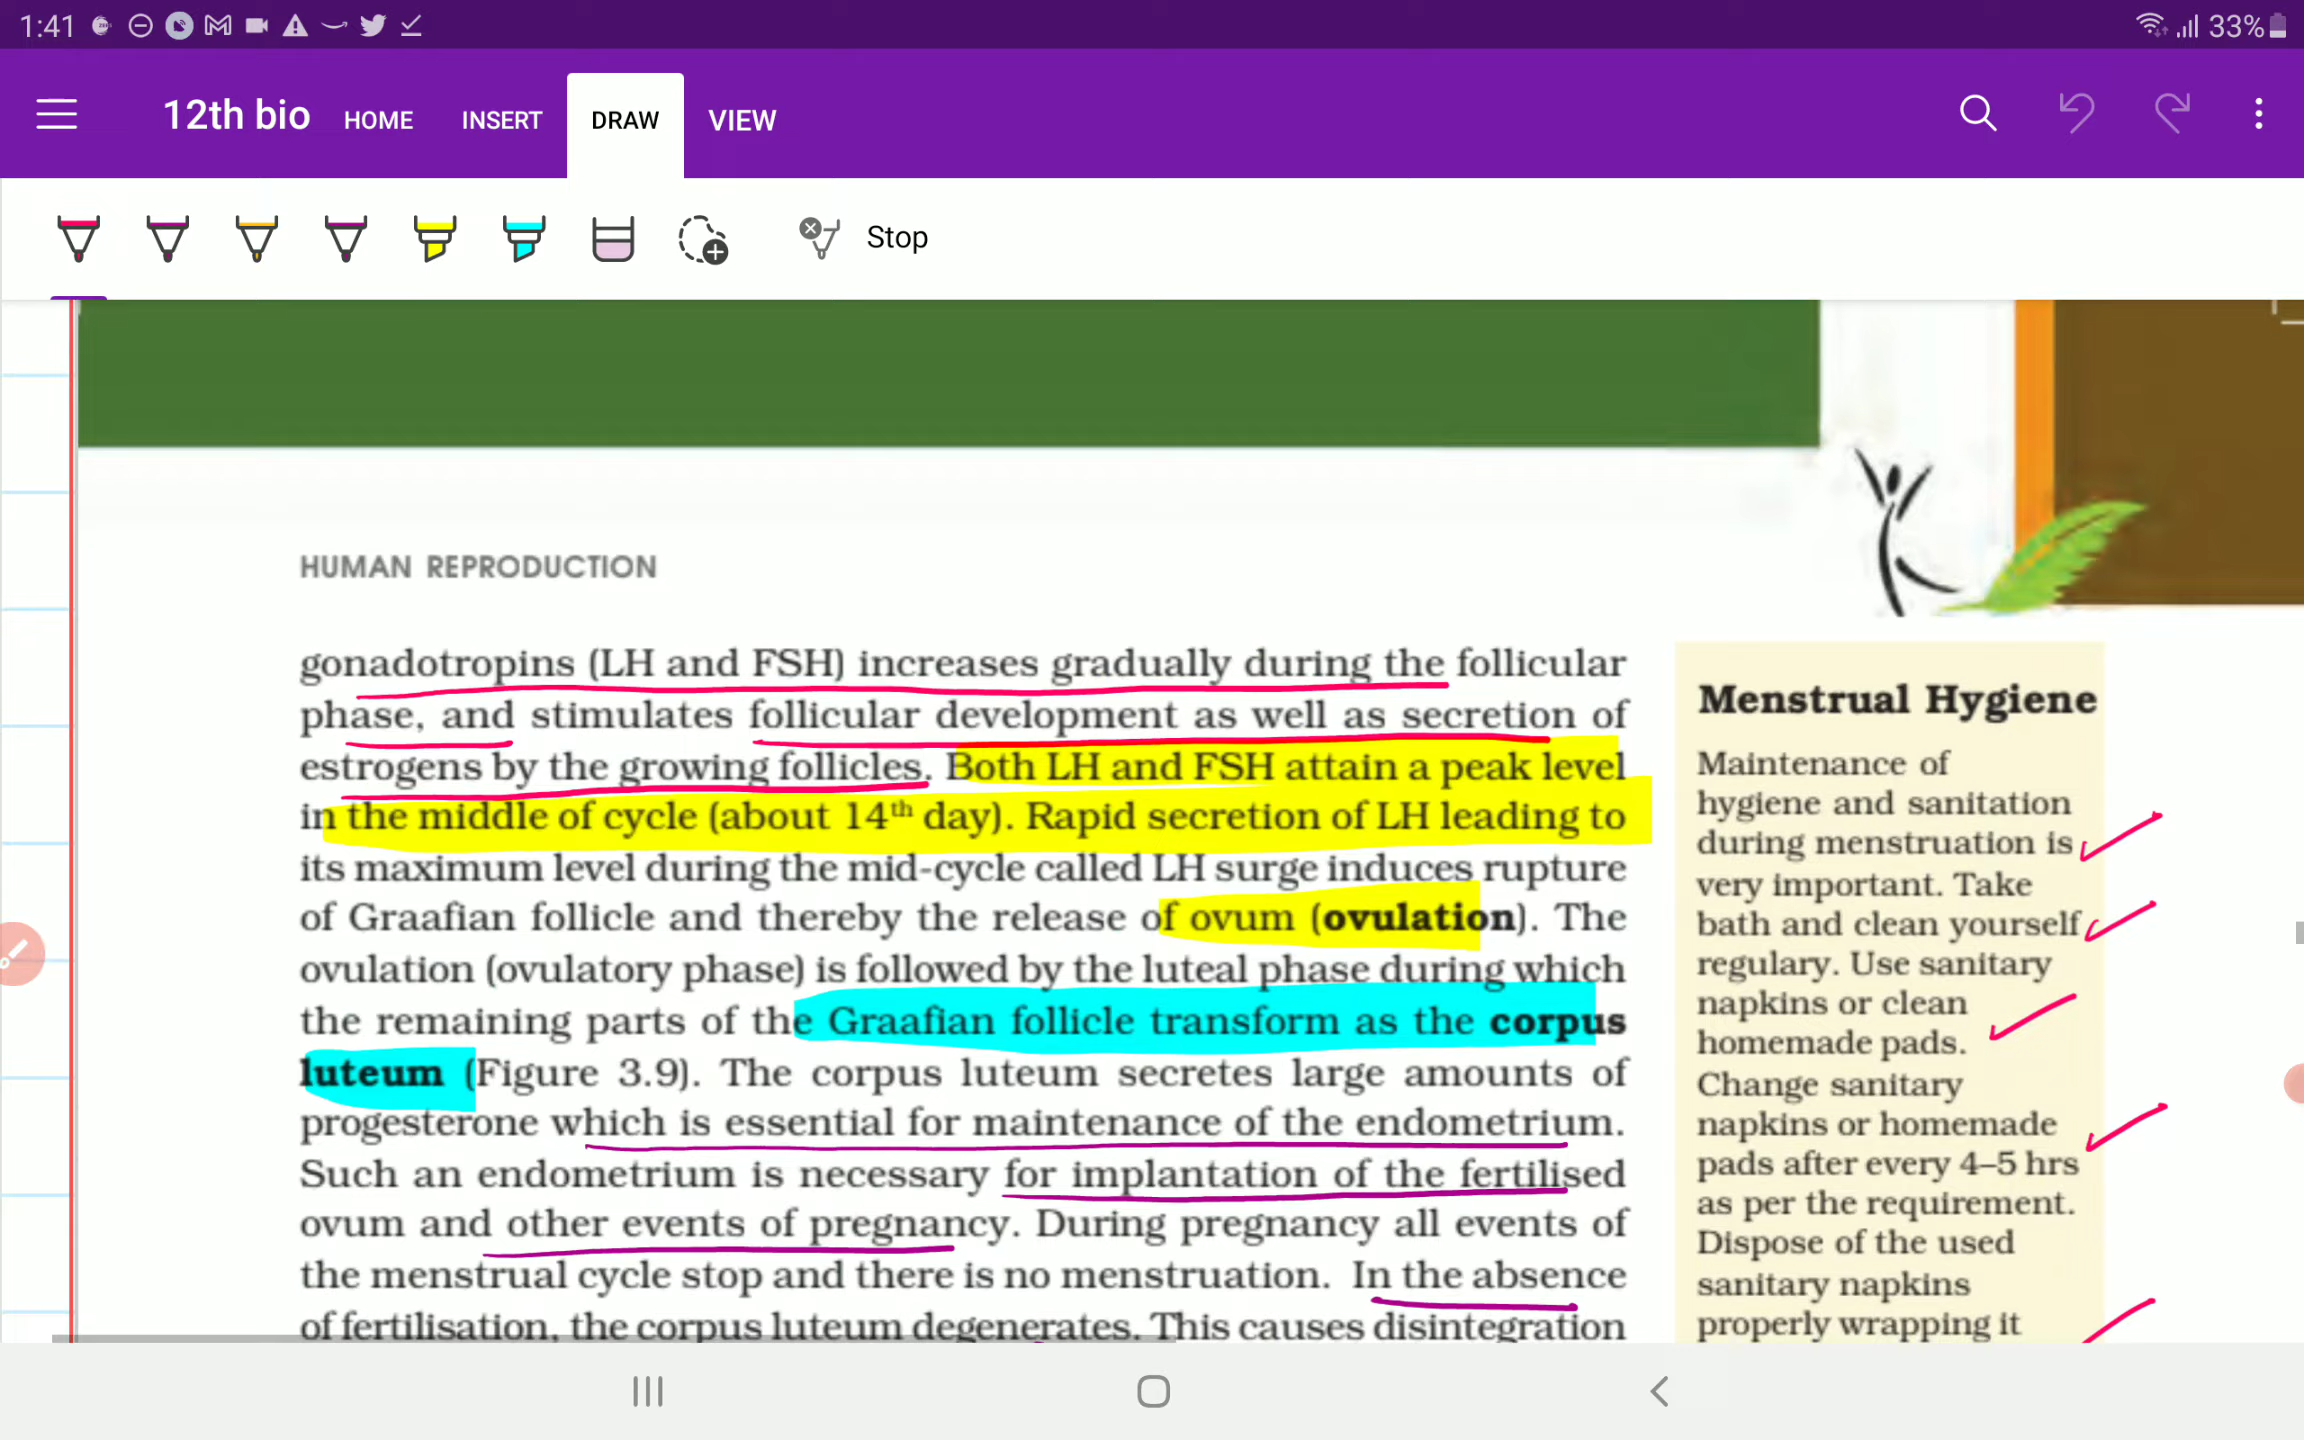 1:41
33%
12th bio HOME INSERT DRAW VIEW
Stop
HUMAN REPRODUCTION
gonadotropins (LH and FSH) increases gradually during the follicular
phase, and stimulates follicular development as well as secretion of
estrogens by the growing follicles. Both LH and FSH attain a peak level
in the middle of cycle (about 14th day). Rapid secretion of LH leading to
its maximum level during the mid-cycle called LH surge induces rupture
of Graafian follicle and thereby the release of ovum (ovulation). The
ovulation (ovulatory phase) is followed by the luteal phase during which
the remaining parts of the Graafian follicle transform as the corpus
luteum (Figure 3.9). The corpus luteum secretes large amounts of
progesterone which is essential for maintenance of the endometrium.
Such an endometrium is necessary for implantation of the fertilised
ovum and other events of pregnancy. During pregnancy all events of
the menstrual cycle stop and there is no menstruation. In the absence
of fertilisation, the corpus luteum degenerates. This causes disintegration
Menstrual Hygiene
Maintenance of
hygiene and sanitation
during menstruation is
very important. Take
bath and clean yourself
regulary. Use sanitary
napkins or clean
homemade pads.
Change sanitary
napkins or homemade
pads after every 4–5 hrs
as per the requirement.
Dispose of the used
sanitary napkins
properly wrapping it